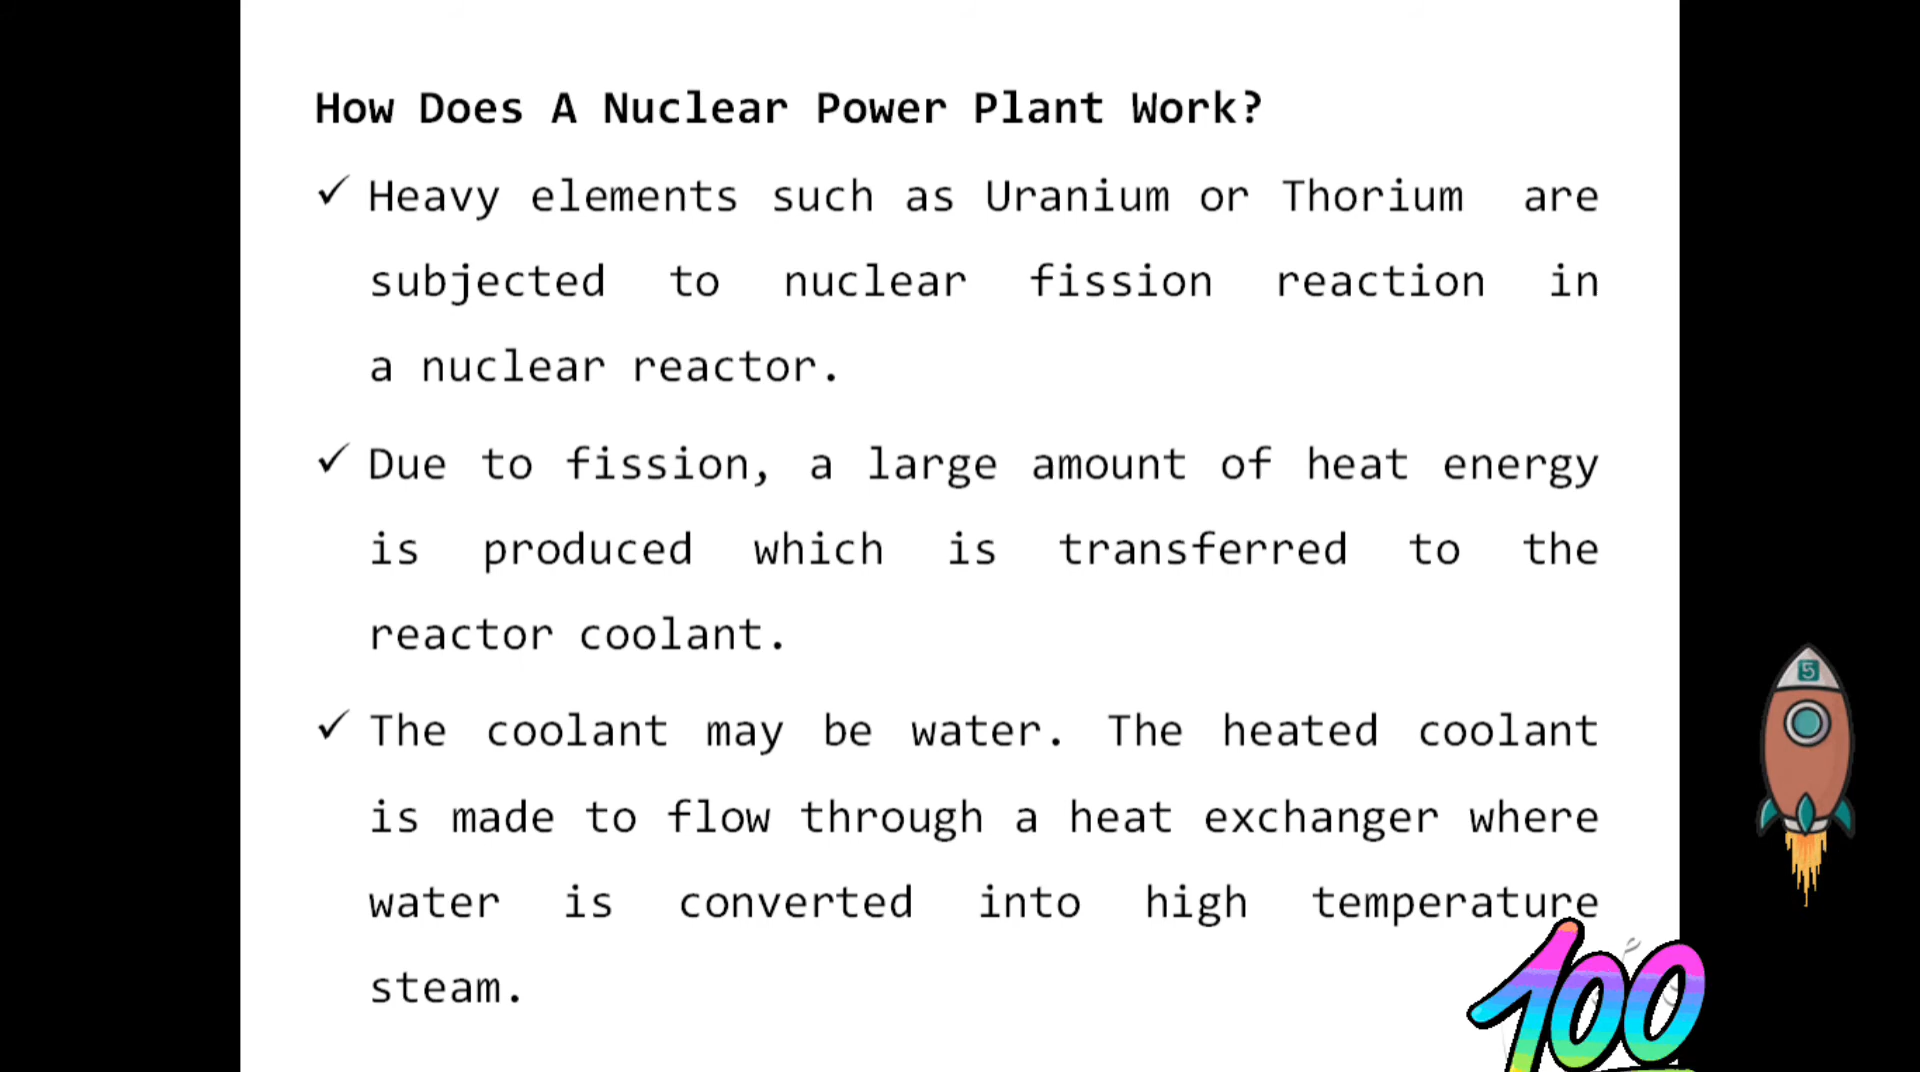 How Does A Nuclear Power Plant Work?
✓ Heavy elements such as Uranium or Thorium are
subjected to nuclear fission reaction in
a nuclear reactor.
✓ Due to fission, a large amount of heat energy
is produced which is transferred to the
reactor coolant.
✓ The coolant may be water. The heated coolant
is made to flow through a heat exchanger where
water is converted into high temperature
steam.
5
100